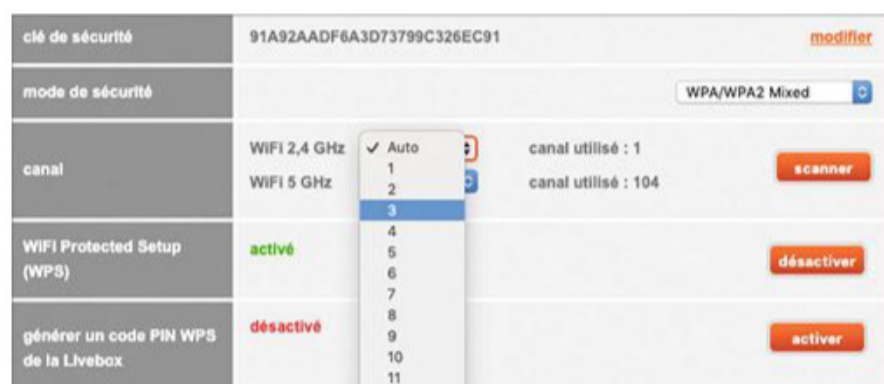 clé de sécurité
91A92AADF6A3D73799C326EC91
modifier
mode de sécurité
WPA/WPA2 Mixed
canal
WiFi 2,4 GHz
canal utilisé : 1
WiFi 5 GHz
canal utilisé : 104
scanner
✓ Auto
1
2
3
4
5
6
7
8
9
10
11
WiFi Protected Setup
(WPS)
activé
désactiver
générer un code PIN WPS
de la Livebox
désactivé
activer